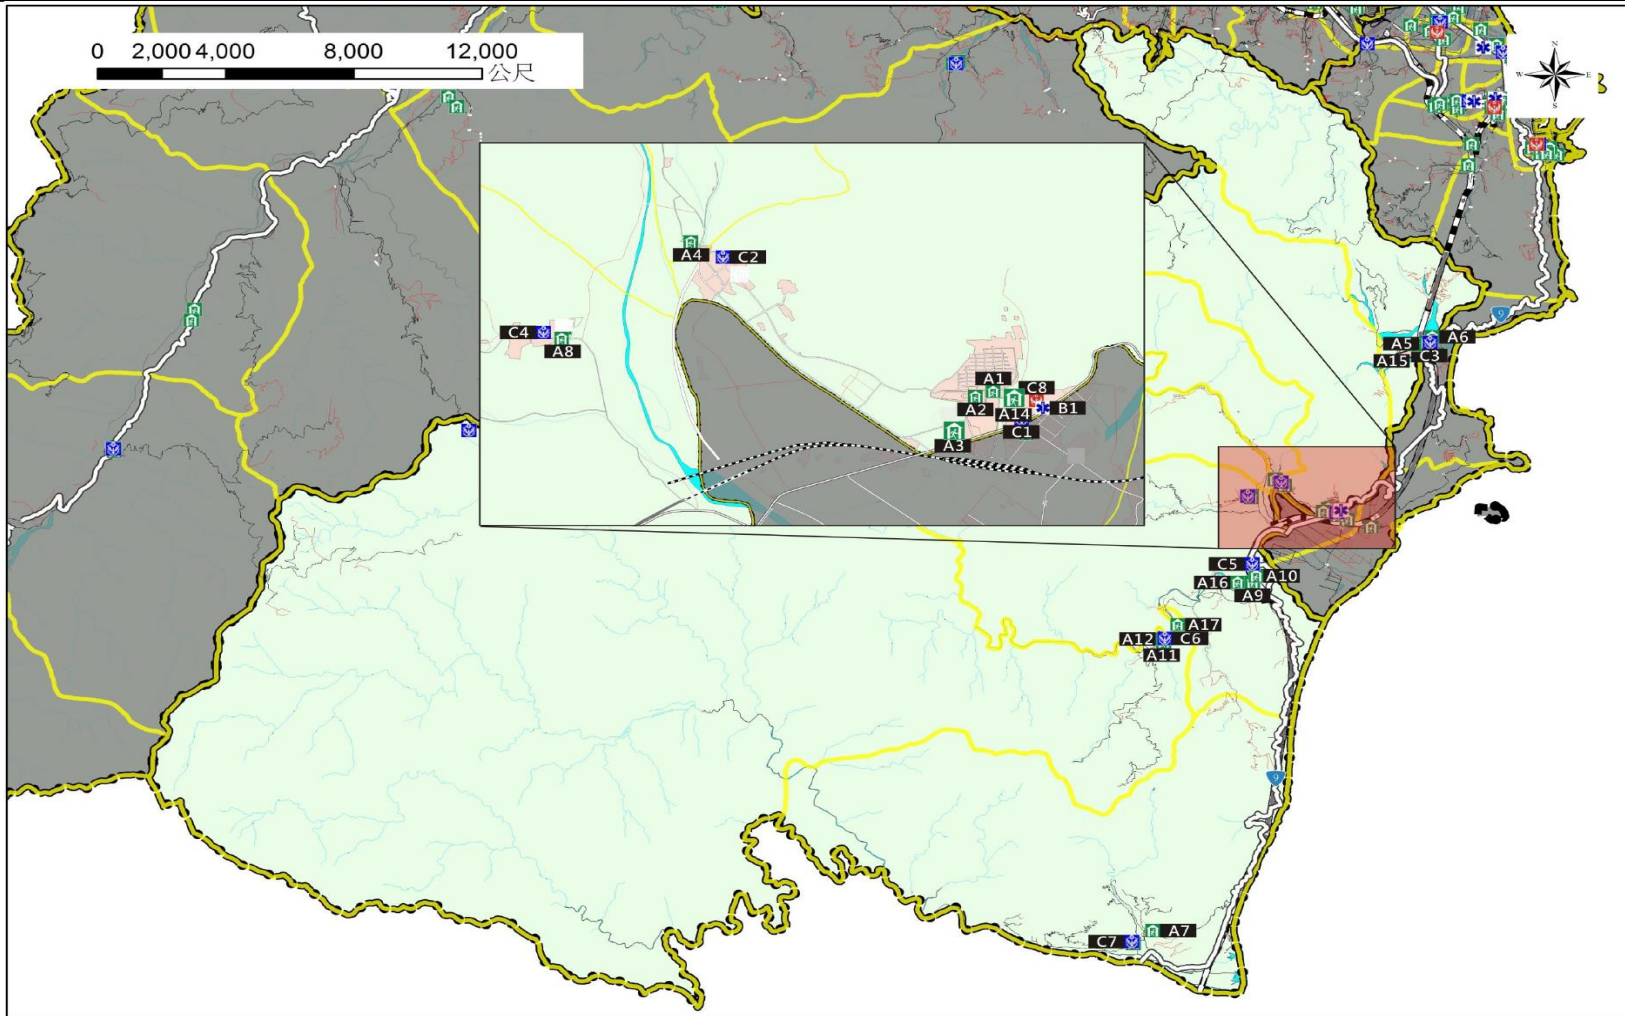 0 2,000 4,000 8,000 12,000
公尺
N
W E
S
A4 C2
C4
A8
A1 C8
A2 A14 B1
C1
A3
9
A5 A6
A15 C3
C5
A16 A10
A9
A17
A12 C6
A11
9
C7 A7